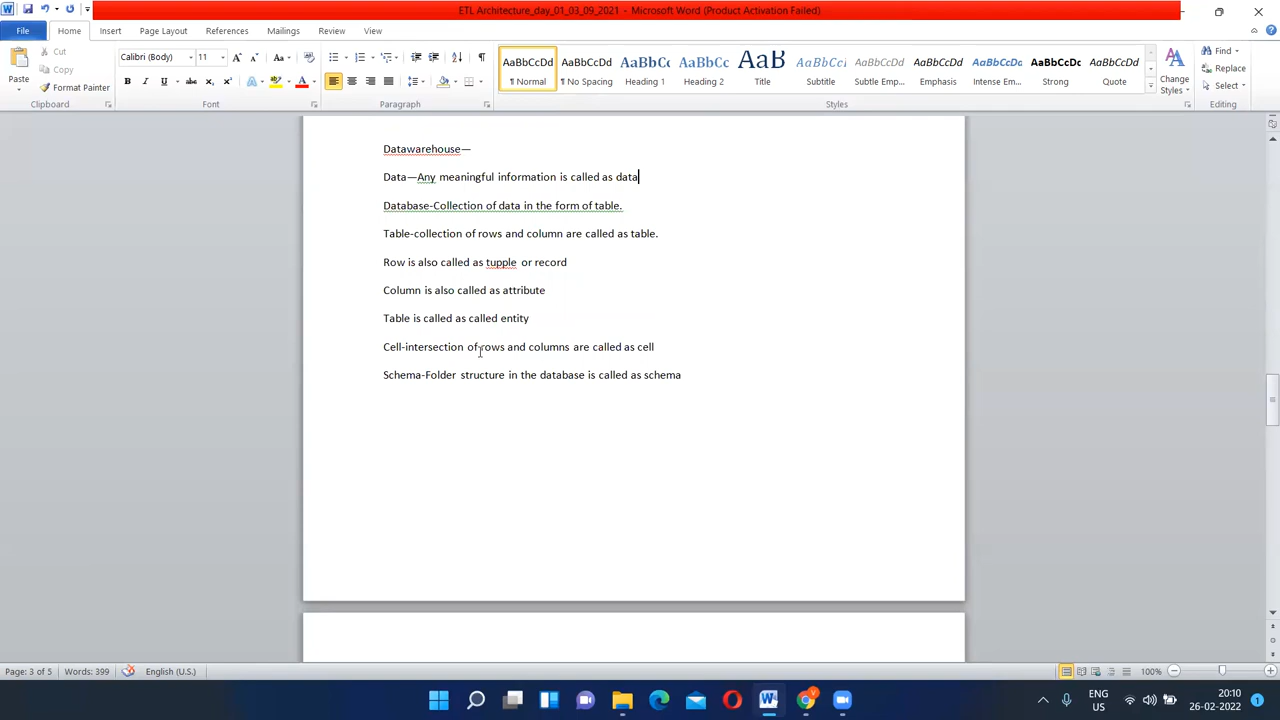 ETL Architecture_day_01_03_09_2021 - Microsoft Word (Product Activation Failed)
File Home Insert Page Layout References Mailings Review View
Paste
Cut
Copy
Format Painter
Clipboard
Calibri (Body) 11
Font
Paragraph
AaBbCcDd AaBbCcDd AaBbCc AaBbCc AaB AaBbCcI AaBbCcDd AaBbCcDd AaBbCcDd AaBbCcDc AaBbCcDd
¶ Normal ¶ No Spacing Heading 1 Heading 2 Title Subtitle Subtle Emp... Emphasis Intense Em... Strong Quote
Styles
Change Styles
Find
Replace
Select
Editing
Datawarehouse—
Data—Any meaningful information is called as data
Database-Collection of data in the form of table.
Table-collection of rows and column are called as table.
Row is also called as tupple or record
Column is also called as attribute
Table is called as called entity
Cell-intersection of rows and columns are called as cell
Schema-Folder structure in the database is called as schema
Page: 3 of 5 Words: 399 English (U.S.) 100%
ENG
US
20:10
26-02-2022